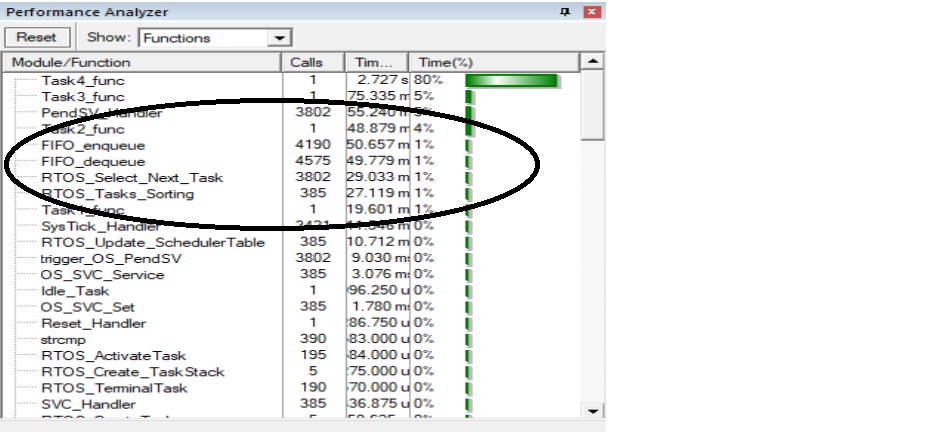 Performance Analyzer
Reset Show: Functions
Module/Function Calls Tim... Time(%)
Task4_func 1 2.727 s 80%
Task3_func 1 75.335 m 5%
PendSV_Handler 3802 55.240 m 5%
Task2_func 1 48.879 m 4%
FIFO_enqueue 4190 50.657 m 1%
FIFO_dequeue 4575 49.779 m 1%
RTOS_Select_Next_Task 3802 29.033 m 1%
RTOS_Tasks_Sorting 385 27.119 m 1%
Task1_func 1 19.601 m 1%
SysTick_Handler 0%
RTOS_Update_SchedulerTable 385 10.712 m 0%
trigger_OS_PendSV 3802 9.030 m 0%
OS_SVC_Service 385 3.076 m 0%
Idle_Task 1 96.250 u 0%
OS_SVC_Set 385 1.780 m 0%
Reset_Handler 1 86.750 u 0%
strcmp 390 83.000 u 0%
RTOS_ActivateTask 195 84.000 u 0%
RTOS_Create_TaskStack 5 75.000 u 0%
RTOS_TerminalTask 190 70.000 u 0%
SVC_Handler 385 36.875 u 0%